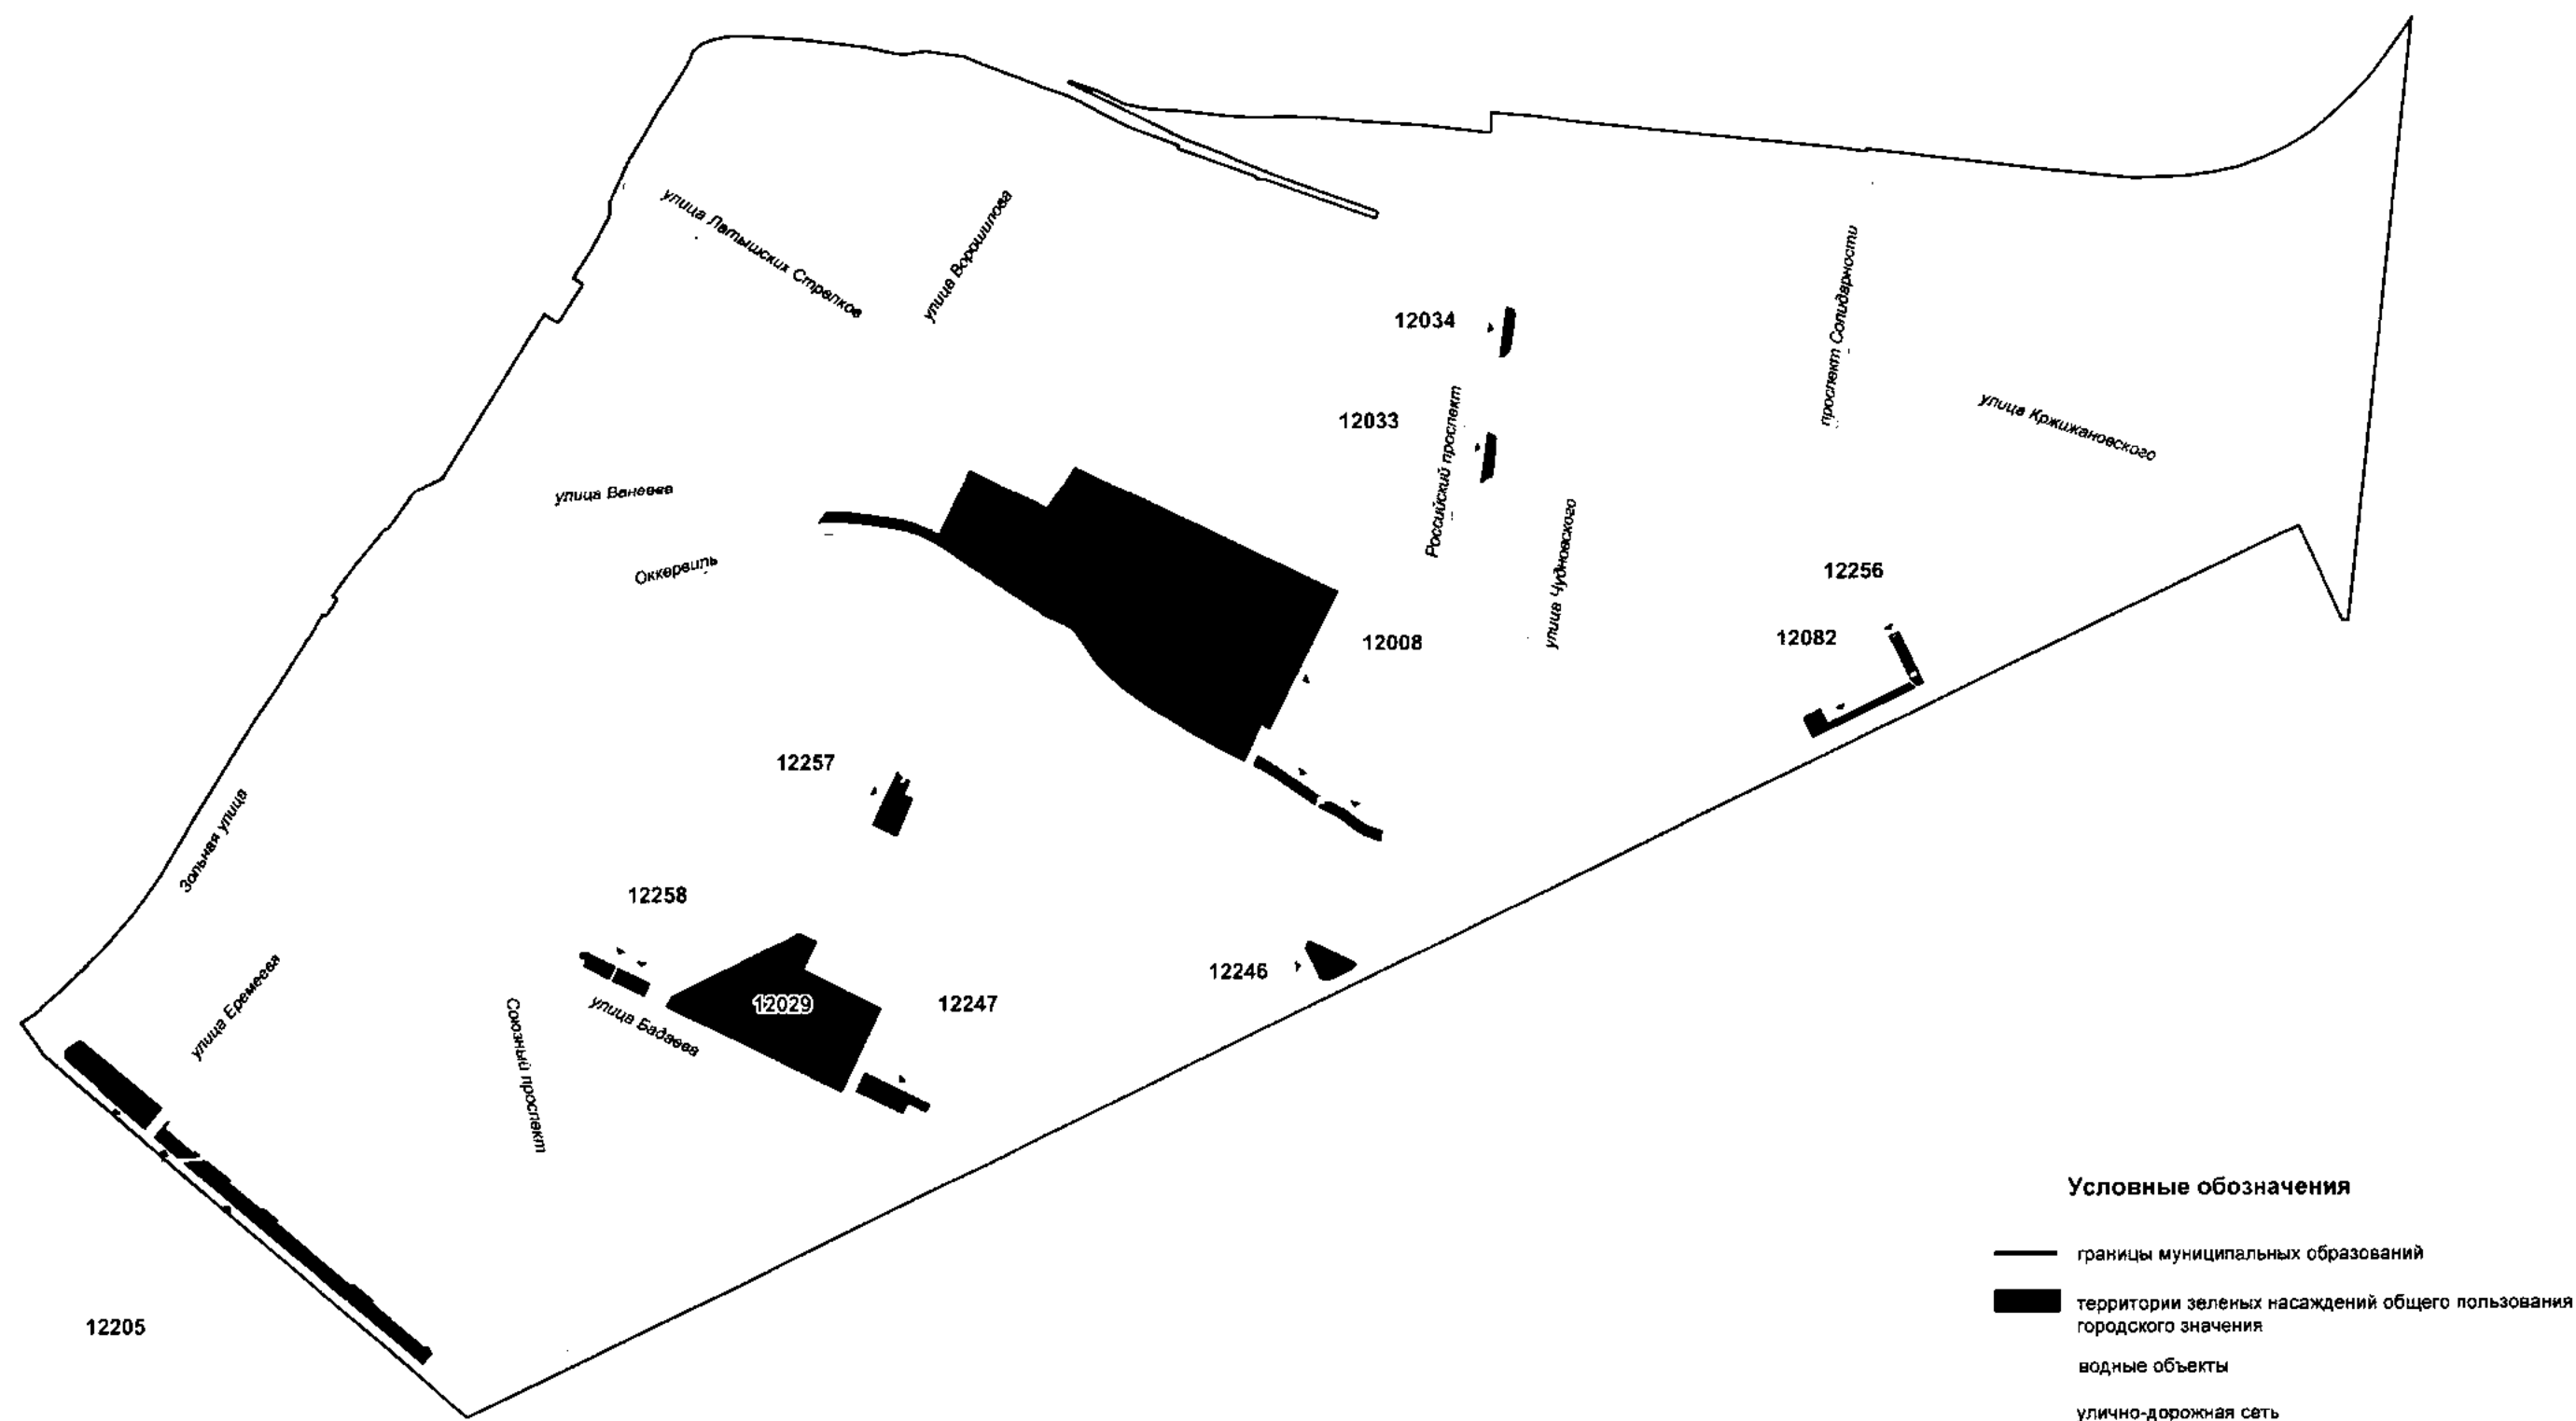 улица Латышских Стрелков
улица Ворошилова
проспект Солидарности
12034
12033
Российский проспект
улица Кржижановского
улица Ванеева
Оккервиль
улица Чудновского
12256
12082
12008
12257
Зольная улица
12258
12246
улица Еремеева
Союзный проспект
улица Бадаева
12029
12247
12205
Условные обозначения
границы муниципальных образований
территории зеленых насаждений общего пользования
городского значения
водные объекты
улично-дорожная сеть